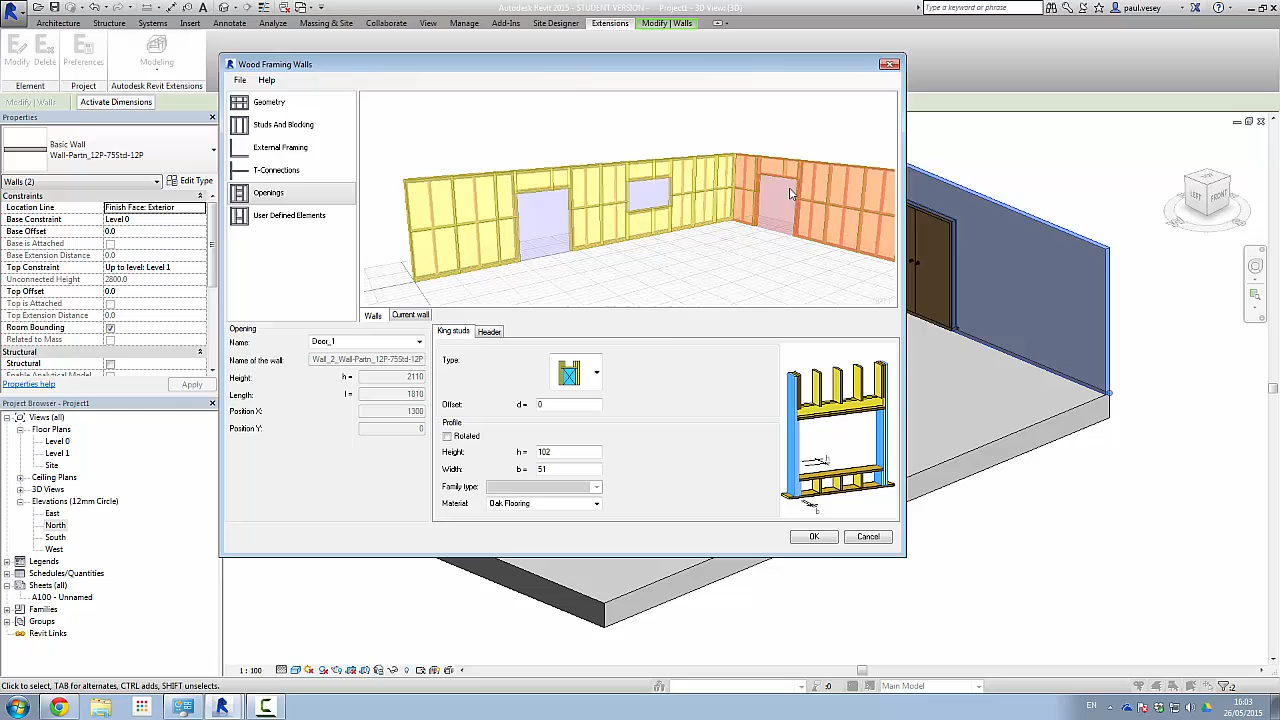 Autodesk Revit 2015 - STUDENT VERSION - Project1 - 3D View: {3D}
Type a keyword or phrase
paul.vesey
Architecture Structure Systems Insert Annotate Analyze Massing & Site Collaborate View Manage Add-Ins Site Designer Extensions Modify | Walls
Modify Delete Preferences Modeling
Element Project Autodesk Revit Extensions
Modify | Walls Activate Dimensions
Properties
Basic Wall
Wall-Partn_12P-75Std-12P
Walls (2) Edit Type
Constraints
Location Line Finish Face: Exterior
Base Constraint Level 0
Base Offset 0.0
Base is Attached
Base Extension Distance 0.0
Top Constraint Up to level: Level 1
Unconnected Height 2800.0
Top Offset 0.0
Top is Attached
Top Extension Distance 0.0
Room Bounding
Related to Mass
Structural
Structural
Enable Analytical Model
Properties help Apply
Project Browser - Project1
Views (all)
Floor Plans
Level 0
Level 1
Site
Ceiling Plans
3D Views
Elevations (12mm Circle)
East
North
South
West
Legends
Schedules/Quantities
Sheets (all)
A100 - Unnamed
Families
Groups
Revit Links
Wood Framing Walls
File Help
Geometry
Studs And Blocking
External Framing
T-Connections
Openings
User Defined Elements
Walls Current wall
Opening
Name: Door_1
Name of the wall: Wall_2_Wall-Partn_12P-75Std-12P
Height: h = 2110
Length: l = 1810
Position X: 1300
Position Y: 0
King studs Header
Type:
Offset: d = 0
Profile
Rotated
Height: h = 102
Width: b = 51
Family type:
Material: Oak Flooring
h
b
OK Cancel
TOP
LEFT FRONT
1 : 100
Click to select, TAB for alternates, CTRL adds, SHIFT unselects.
:0 Main Model :2
EN 16:03
26/05/2015